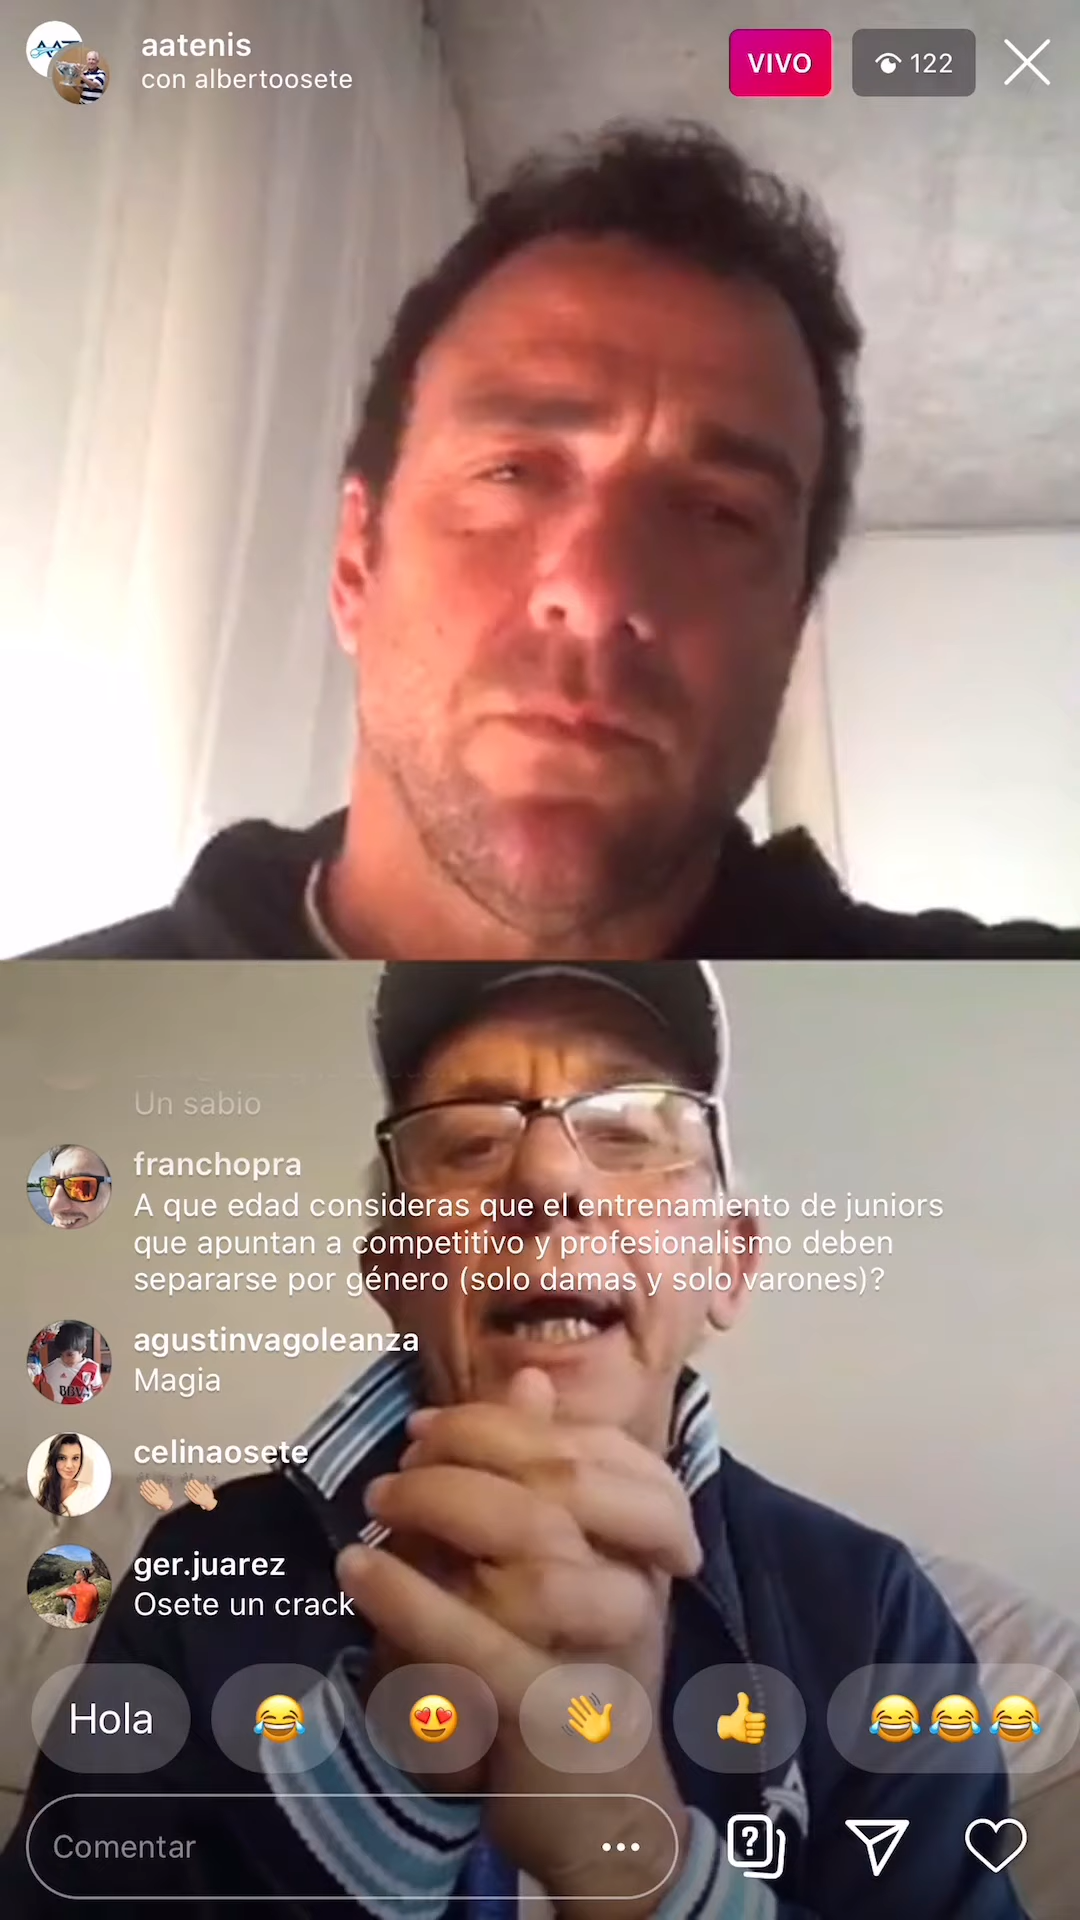 aatenis
con albertoosete
VIVO
122
Un sabio
franchopra
A que edad consideras que el entrenamiento de juniors
que apuntan a competitivo y profesionalismo deben
separarse por género (solo damas y solo varones)?
agustinvagoleanza
Magia
celinaosete
👏🏼👏🏼
ger.juarez
Osete un crack
Hola 😂 😍 👋 👍 😂😂😂
Comentar